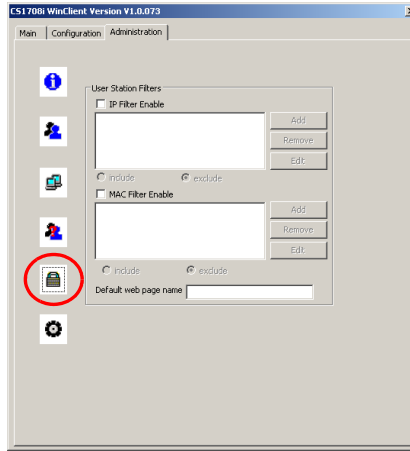 CS1708i WinClient Version V1.0.073
Main Configuration Administration
User Station Filters
IP Filter Enable
Add
Remove
Edit
include exclude
MAC Filter Enable
Add
Remove
Edit
include exclude
Default web page name